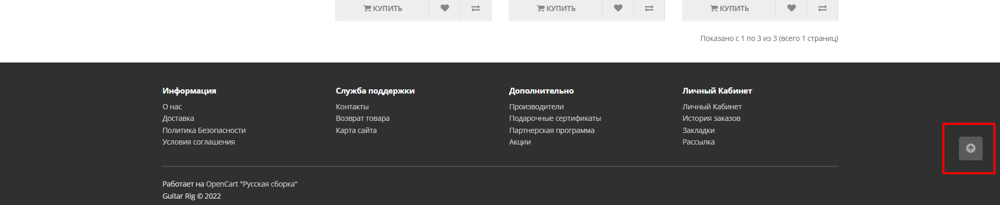 КУПИТЬ
КУПИТЬ
КУПИТЬ
Показано с 1 по 3 из 3 (всего 1 страниц)
Информация
О нас
Доставка
Политика Безопасности
Условия соглашения
Служба поддержки
Контакты
Возврат товара
Карта сайта
Дополнительно
Производители
Подарочные сертификаты
Партнерская программа
Акции
Личный Кабинет
Личный Кабинет
История заказов
Закладки
Рассылка
Работает на OpenCart "Русская сборка"
Guitar Rig © 2022